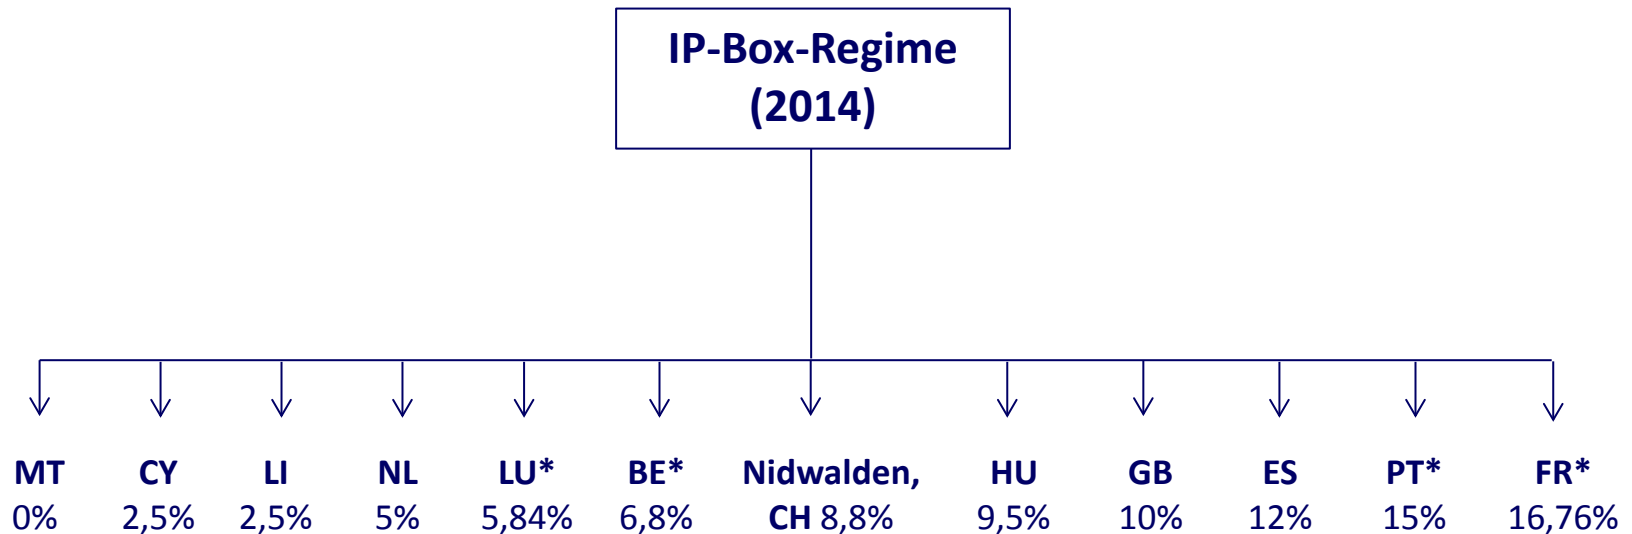 IP-Box-Regime
(2014)
MT CY LI NL LU* BE* Nidwalden, HU GB ES PT* FR*
0% 2,5% 2,5% 5% 5,84% 6,8% CH 8,8% 9,5% 10% 12% 15% 16,76%